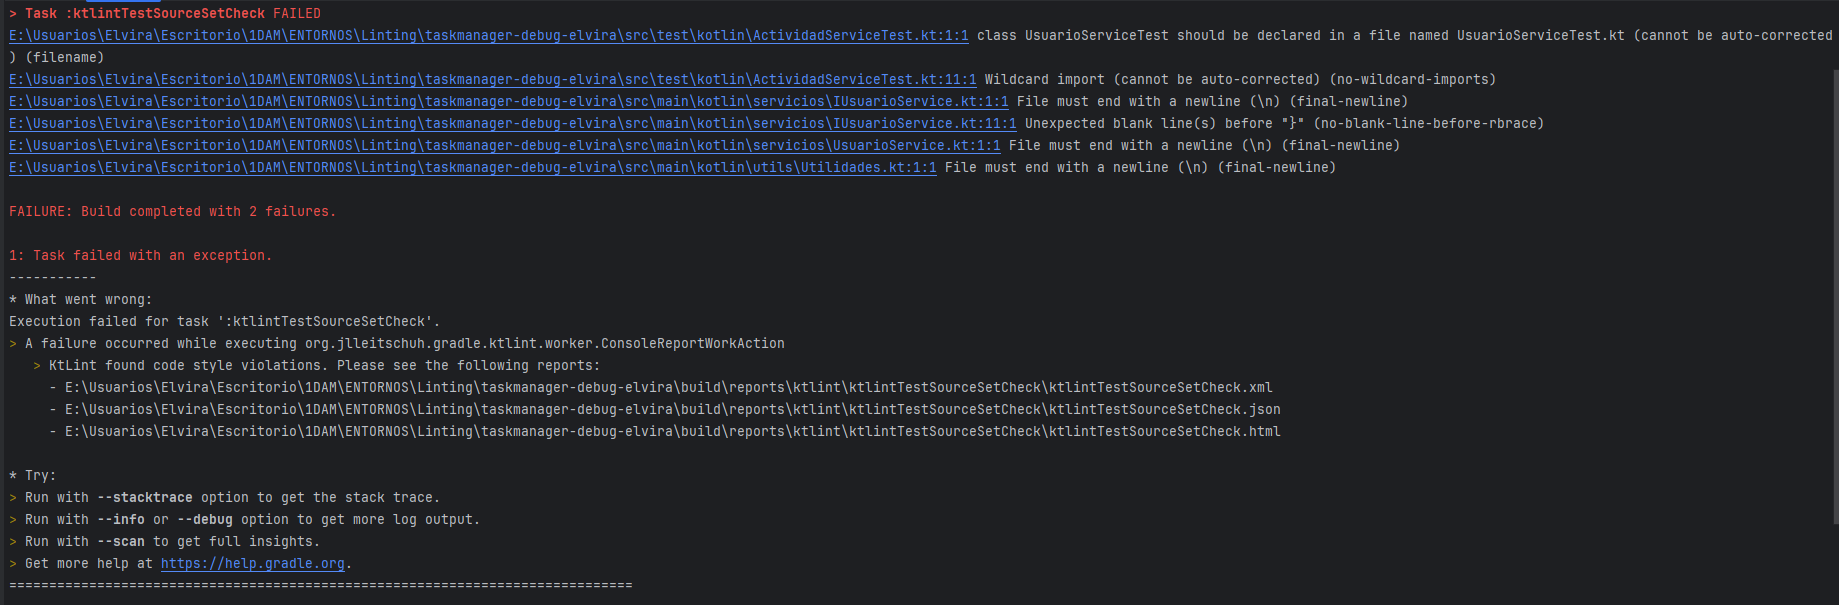 > Task :ktlintTestSourceSetCheck FAILED
E:\Usuarios\Elvira\Escritorio\1DAM\ENTORNOS\Linting\taskmanager-debug-elvira\src\test\kotlin\ActividadServiceTest.kt:1:1 class UsuarioServiceTest should be declared in a file named UsuarioServiceTest.kt (cannot be auto-corrected
) (filename)
E:\Usuarios\Elvira\Escritorio\1DAM\ENTORNOS\Linting\taskmanager-debug-elvira\src\test\kotlin\ActividadServiceTest.kt:11:1 Wildcard import (cannot be auto-corrected) (no-wildcard-imports)
E:\Usuarios\Elvira\Escritorio\1DAM\ENTORNOS\Linting\taskmanager-debug-elvira\src\main\kotlin\servicios\IUsuarioService.kt:1:1 File must end with a newline (\n) (final-newline)
E:\Usuarios\Elvira\Escritorio\1DAM\ENTORNOS\Linting\taskmanager-debug-elvira\src\main\kotlin\servicios\IUsuarioService.kt:11:1 Unexpected blank line(s) before "}" (no-blank-line-before-rbrace)
E:\Usuarios\Elvira\Escritorio\1DAM\ENTORNOS\Linting\taskmanager-debug-elvira\src\main\kotlin\servicios\UsuarioService.kt:1:1 File must end with a newline (\n) (final-newline)
E:\Usuarios\Elvira\Escritorio\1DAM\ENTORNOS\Linting\taskmanager-debug-elvira\src\main\kotlin\utils\Utilidades.kt:1:1 File must end with a newline (\n) (final-newline)
FAILURE: Build completed with 2 failures.
1: Task failed with an exception.
-----------
* What went wrong:
Execution failed for task ':ktlintTestSourceSetCheck'.
> A failure occurred while executing org.jlleitschuh.gradle.ktlint.worker.ConsoleReportWorkAction
> KtLint found code style violations. Please see the following reports:
- E:\Usuarios\Elvira\Escritorio\1DAM\ENTORNOS\Linting\taskmanager-debug-elvira\build\reports\ktlint\ktlintTestSourceSetCheck\ktlintTestSourceSetCheck.xml
- E:\Usuarios\Elvira\Escritorio\1DAM\ENTORNOS\Linting\taskmanager-debug-elvira\build\reports\ktlint\ktlintTestSourceSetCheck\ktlintTestSourceSetCheck.json
- E:\Usuarios\Elvira\Escritorio\1DAM\ENTORNOS\Linting\taskmanager-debug-elvira\build\reports\ktlint\ktlintTestSourceSetCheck\ktlintTestSourceSetCheck.html
* Try:
> Run with --stacktrace option to get the stack trace.
> Run with --info or --debug option to get more log output.
> Run with --scan to get full insights.
> Get more help at https://help.gradle.org.
==============================================================================